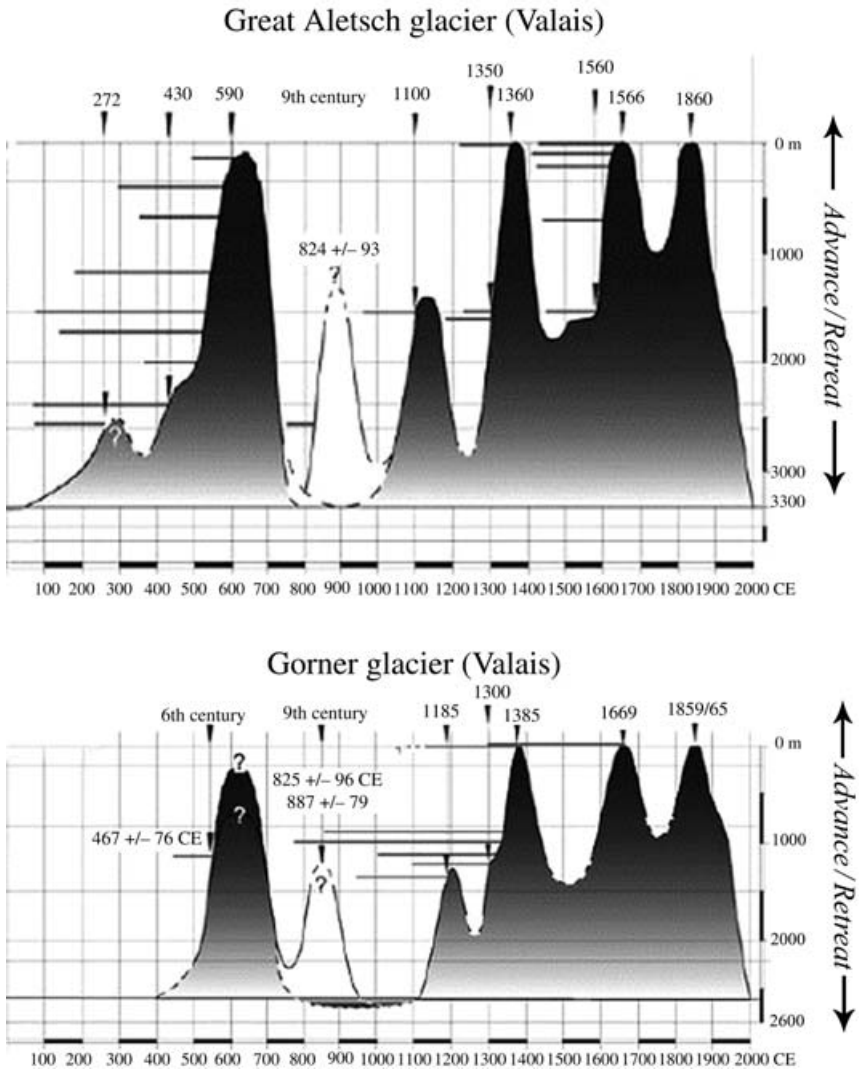 Great Aletsch glacier (Valais)
1350 1560
272 430 590 9th century 1100 1360 1566 1860
0 m
824 +/– 93
?
1000
2000
?
3000
3300
Advance/Retreat
100 200 300 400 500 600 700 800 900 1000 1100 1200 1300 1400 1500 1600 1700 1800 1900 2000 CE
Gorner glacier (Valais)
1300
6th century 9th century 1185 1385 1669 1859/65
0 m
?
825 +/– 96 CE
887 +/– 79
?
467 +/– 76 CE
1000
?
2000
2600
Advance/Retreat
100 200 300 400 500 600 700 800 900 1000 1100 1200 1300 1400 1500 1600 1700 1800 1900 2000 CE